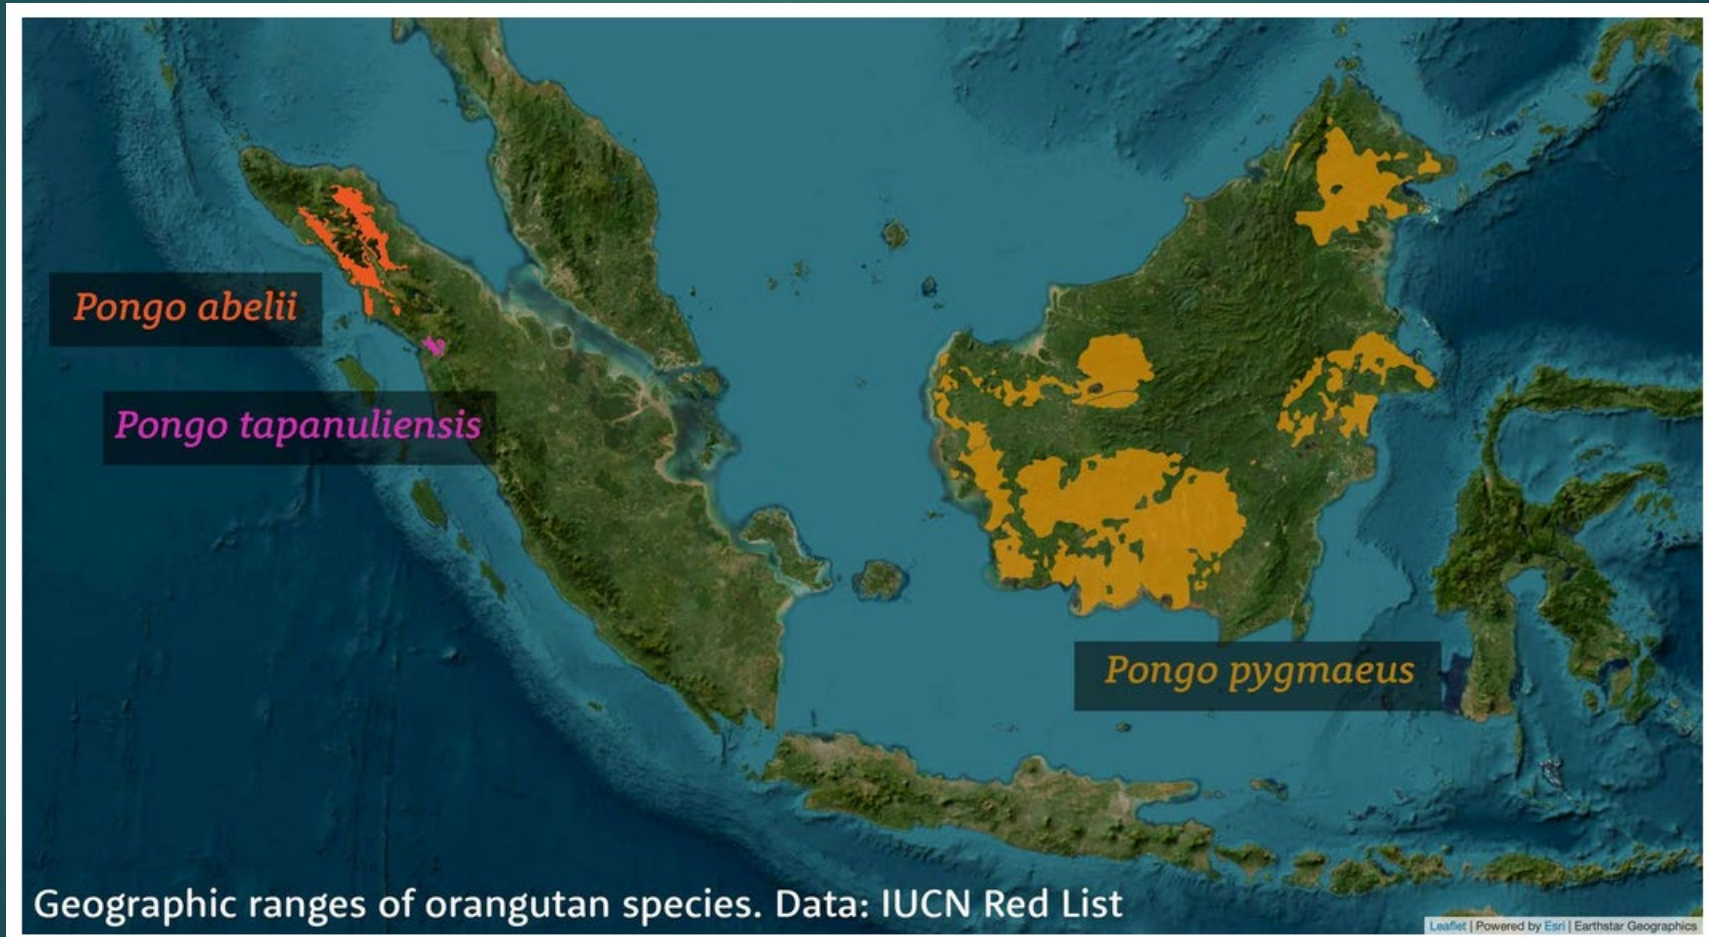 Pongo abelii
Pongo tapanuliensis
Pongo pygmaeus
Geographic ranges of orangutan species. Data: IUCN Red List
Leaflet | Powered by Esri | Earthstar Geographics